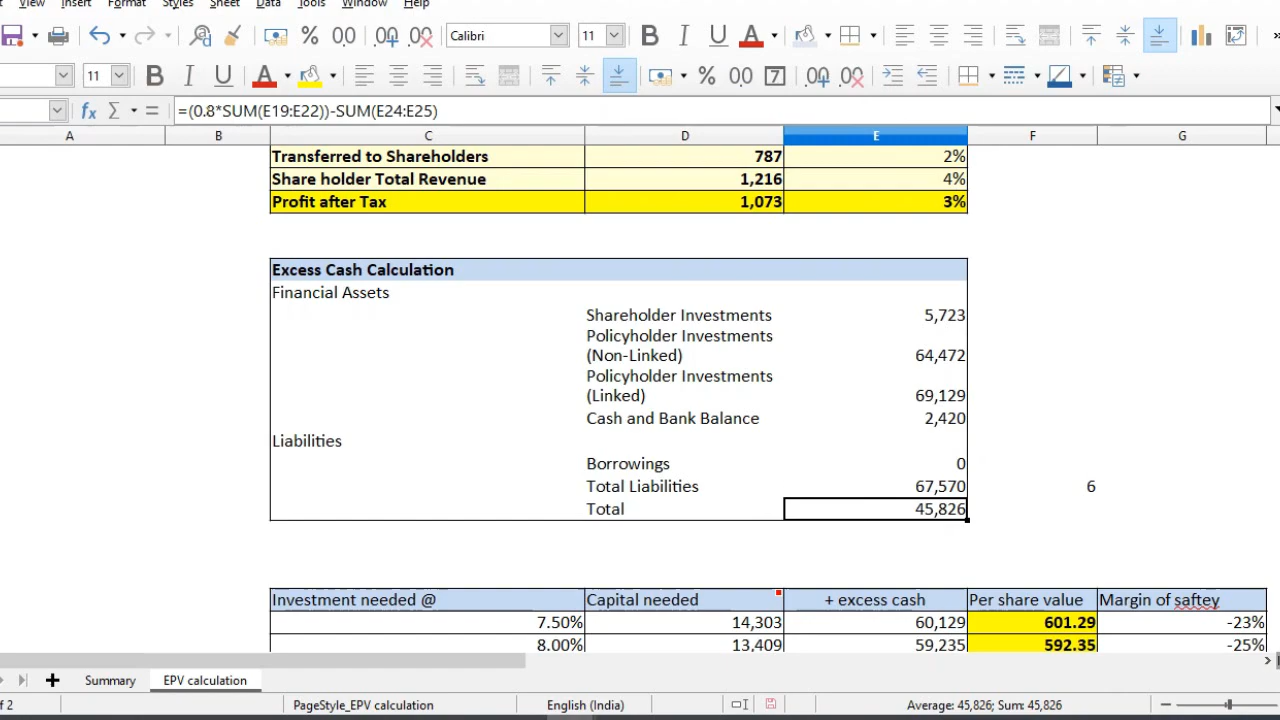 View Insert Format Styles Sheet Data Tools Window Help
Calibri 11
11
=(0.8*SUM(E19:E22))-SUM(E24:E25)
A B C D E F G
Transferred to Shareholders 787 2%
Share holder Total Revenue 1,216 4%
Profit after Tax 1,073 3%
Excess Cash Calculation
Financial Assets
Shareholder Investments 5,723
Policyholder Investments
(Non-Linked) 64,472
Policyholder Investments
(Linked) 69,129
Cash and Bank Balance 2,420
Liabilities
Borrowings 0
Total Liabilities 67,570 6
Total 45,826
Investment needed @ Capital needed + excess cash Per share value Margin of saftey
7.50% 14,303 60,129 601.29 -23%
8.00% 13,409 59,235 592.35 -25%
Summary EPV calculation
of 2 PageStyle_EPV calculation English (India) Average: 45,826; Sum: 45,826